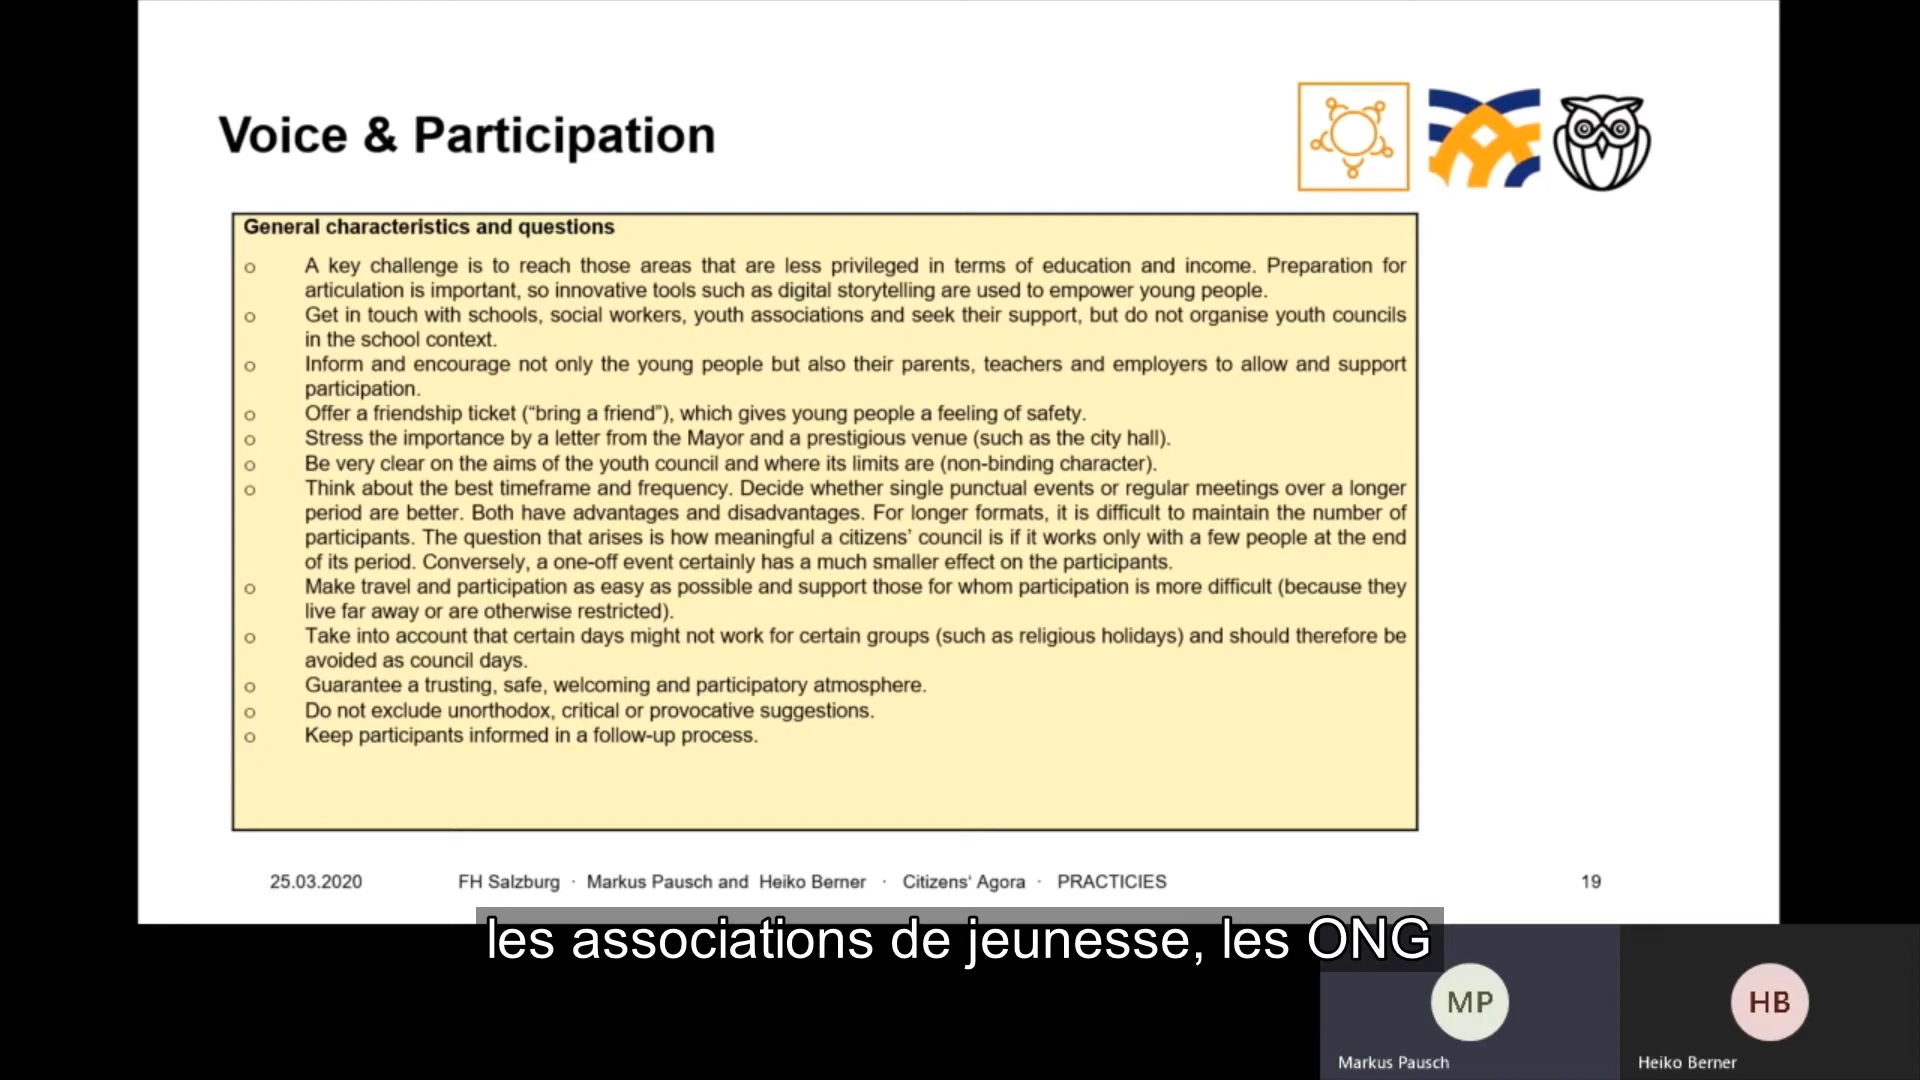 Voice & Participation
General characteristics and questions
o A key challenge is to reach those areas that are less privileged in terms of education and income. Preparation for
articulation is important, so innovative tools such as digital storytelling are used to empower young people.
o Get in touch with schools, social workers, youth associations and seek their support, but do not organise youth councils
in the school context.
o Inform and encourage not only the young people but also their parents, teachers and employers to allow and support
participation.
o Offer a friendship ticket (“bring a friend”), which gives young people a feeling of safety.
o Stress the importance by a letter from the Mayor and a prestigious venue (such as the city hall).
o Be very clear on the aims of the youth council and where its limits are (non-binding character).
o Think about the best timeframe and frequency. Decide whether single punctual events or regular meetings over a longer
period are better. Both have advantages and disadvantages. For longer formats, it is difficult to maintain the number of
participants. The question that arises is how meaningful a citizens’ council is if it works only with a few people at the end
of its period. Conversely, a one-off event certainly has a much smaller effect on the participants.
o Make travel and participation as easy as possible and support those for whom participation is more difficult (because they
live far away or are otherwise restricted).
o Take into account that certain days might not work for certain groups (such as religious holidays) and should therefore be
avoided as council days.
o Guarantee a trusting, safe, welcoming and participatory atmosphere.
o Do not exclude unorthodox, critical or provocative suggestions.
o Keep participants informed in a follow-up process.
25.03.2020 FH Salzburg · Markus Pausch and Heiko Berner · Citizens‘ Agora · PRACTICIES 19
les associations de jeunesse, les ONG
MP HB
Markus Pausch Heiko Berner